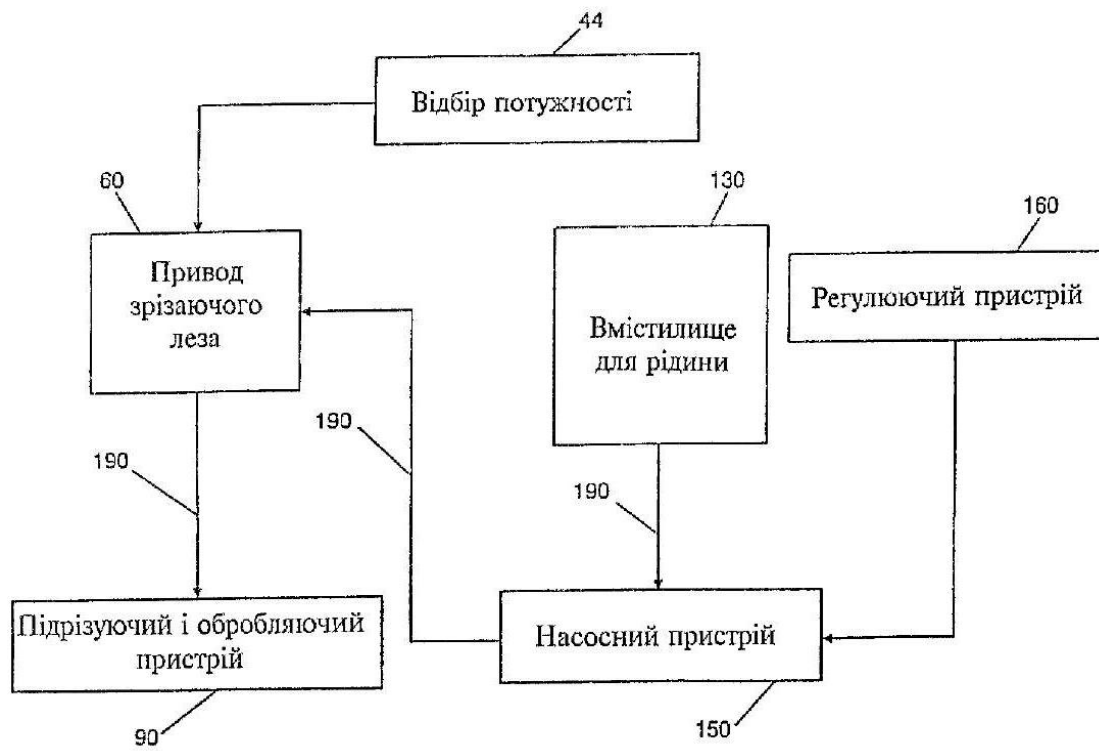 44
Відбір потужності
60
130
160
Привод
зрізаючого
леза
Вмістилище
для рідини
Регулюючий пристрій
190
190
190
Підрізуючий і обробляючий
пристрій
Насосний пристрій
90
150